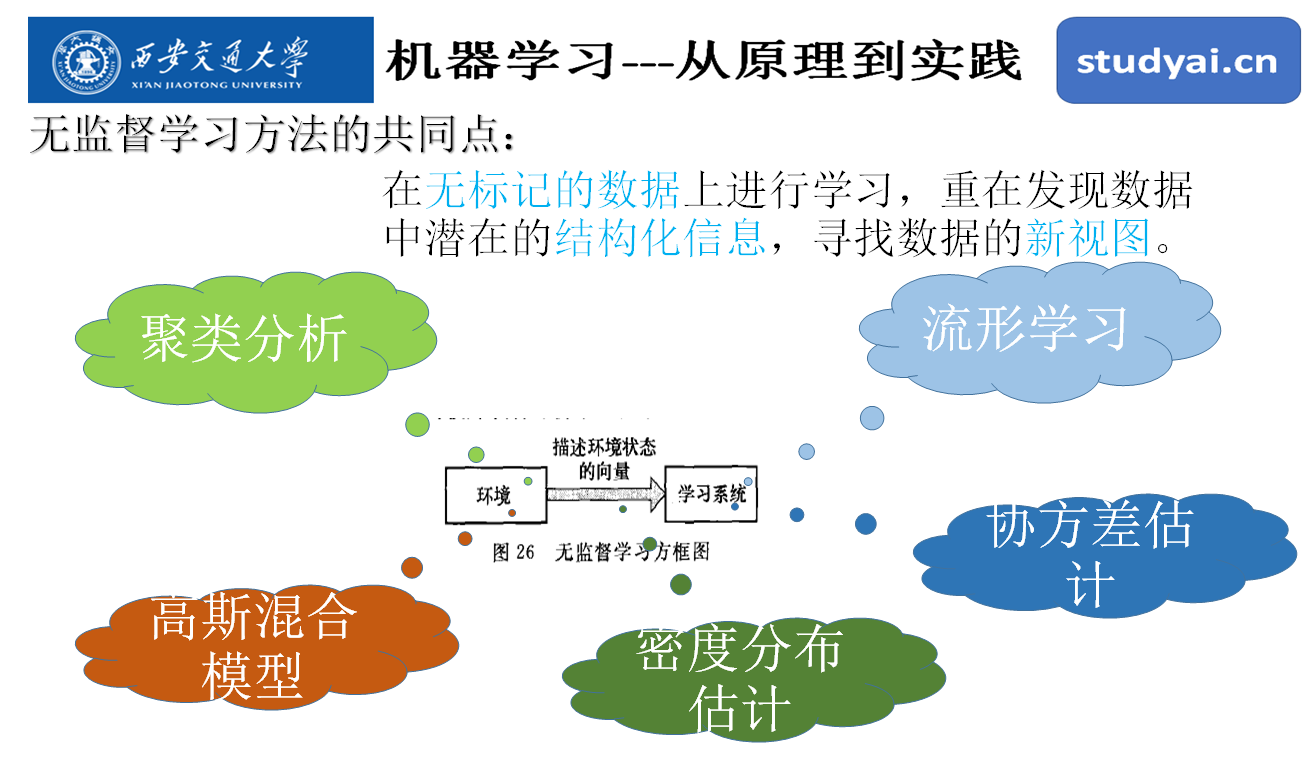 西安交通大學
XI'AN JIAOTONG UNIVERSITY
机器学习---从原理到实践
studyai.cn
无监督学习方法的共同点：
在无标记的数据上进行学习，重在发现数据
中潜在的结构化信息，寻找数据的新视图。
聚类分析
流形学习
描述环境状态
的向量
环境
学习系统
图 26 无监督学习方框图
协方差估
计
高斯混合
模型
密度分布
估计